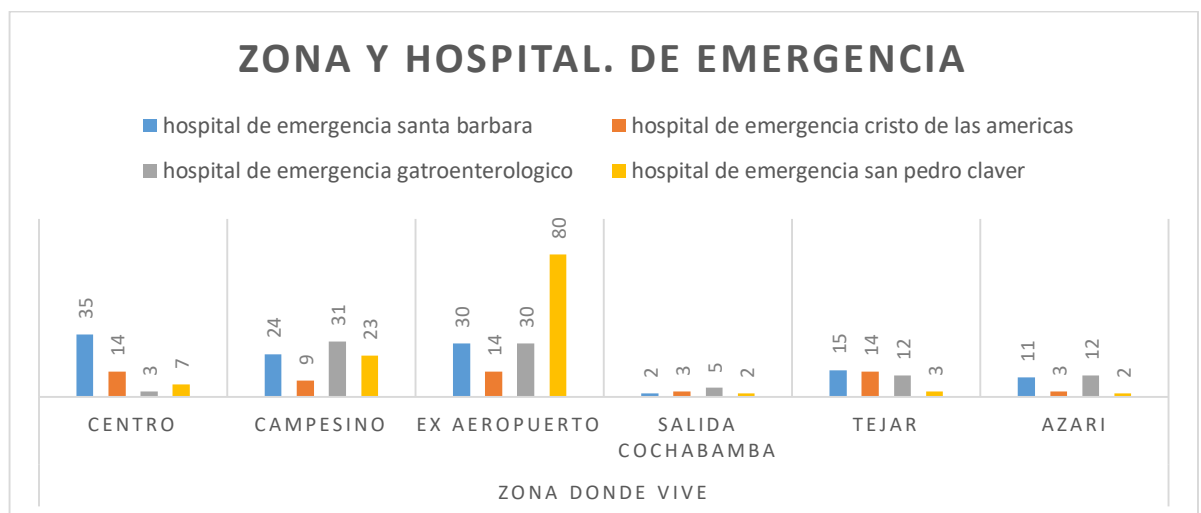 ZONA Y HOSPITAL. DE EMERGENCIA
hospital de emergencia santa barbara
hospital de emergencia cristo de las americas
hospital de emergencia gatroenterologico
hospital de emergencia san pedro claver
35 14 3 7
24 9 31 23
30 14 30 80
2 3 5 2
15 14 12 3
11 3 12 2
CENTRO
CAMPESINO
EX AEROPUERTO
SALIDA
COCHABAMBA
TEJAR
AZARI
ZONA DONDE VIVE